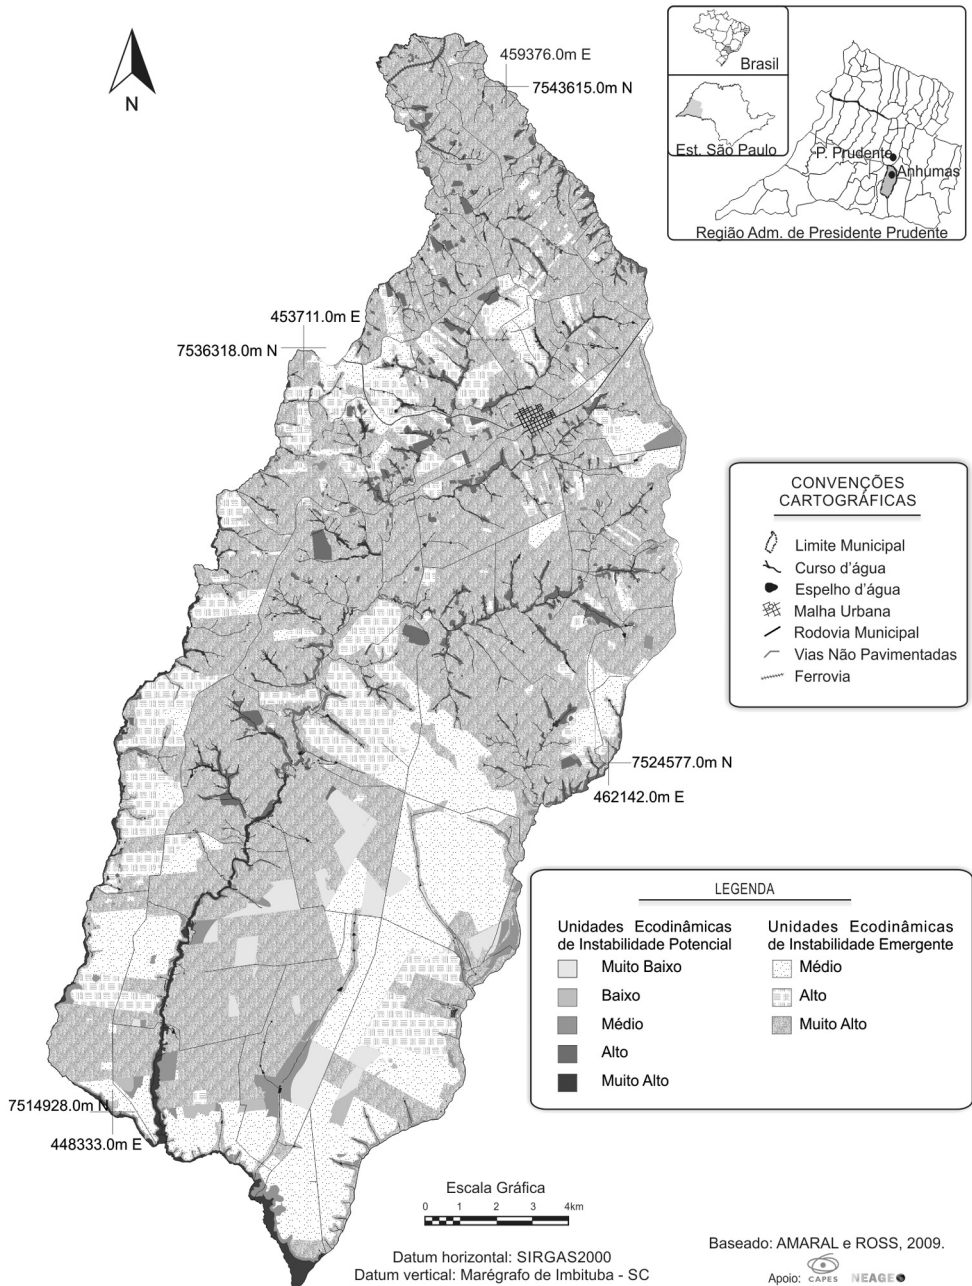 N
459376.0m E
7543615.0m N
Brasil
Est. São Paulo
P. Prudente
Anhumas
Região Adm. de Presidente Prudente
453711.0m E
7536318.0m N
CONVENÇÕES
CARTOGRÁFICAS
Limite Municipal
Curso d'água
Espelho d'água
Malha Urbana
Rodovia Municipal
Vias Não Pavimentadas
Ferrovia
7524577.0m N
462142.0m E
LEGENDA
Unidades Ecodinâmicas
de Instabilidade Potencial
Muito Baixo
Baixo
Médio
Alto
Muito Alto
Unidades Ecodinâmicas
de Instabilidade Emergente
Médio
Alto
Muito Alto
7514928.0m N
448333.0m E
Escala Gráfica
0 1 2 3 4km
Datum horizontal: SIRGAS2000
Datum vertical: Marégrafo de Imbituba - SC
Baseado: AMARAL e ROSS, 2009.
Apoio: CAPES NEAGEO